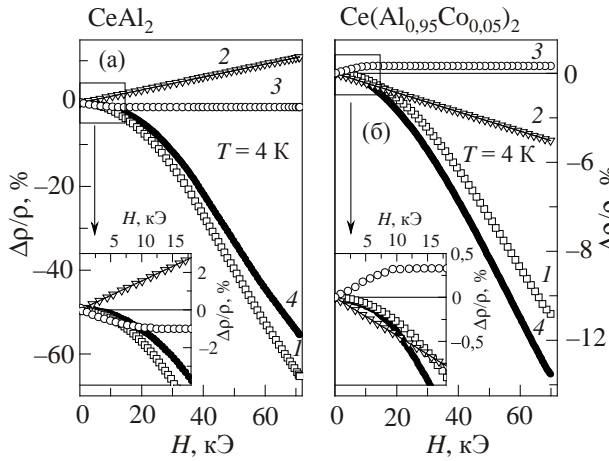 CeAl₂
Ce(Al₀,₉₅Co₀,₀₅)₂
(а)
2
3
T = 4 К
4
1
Δρ/ρ, %
0
–20
–40
–60
H, кЭ
5 10 15
2
0
–2
Δρ/ρ, %
0 20 40 60
H, кЭ
3
2
(б)
T = 4 К
1
4
0
–6
–8
–12
Δρ/ρ, %
H, кЭ
5 10 15
0,5
0
–0,5
Δρ/ρ, %
0 20 40 60
H, кЭ